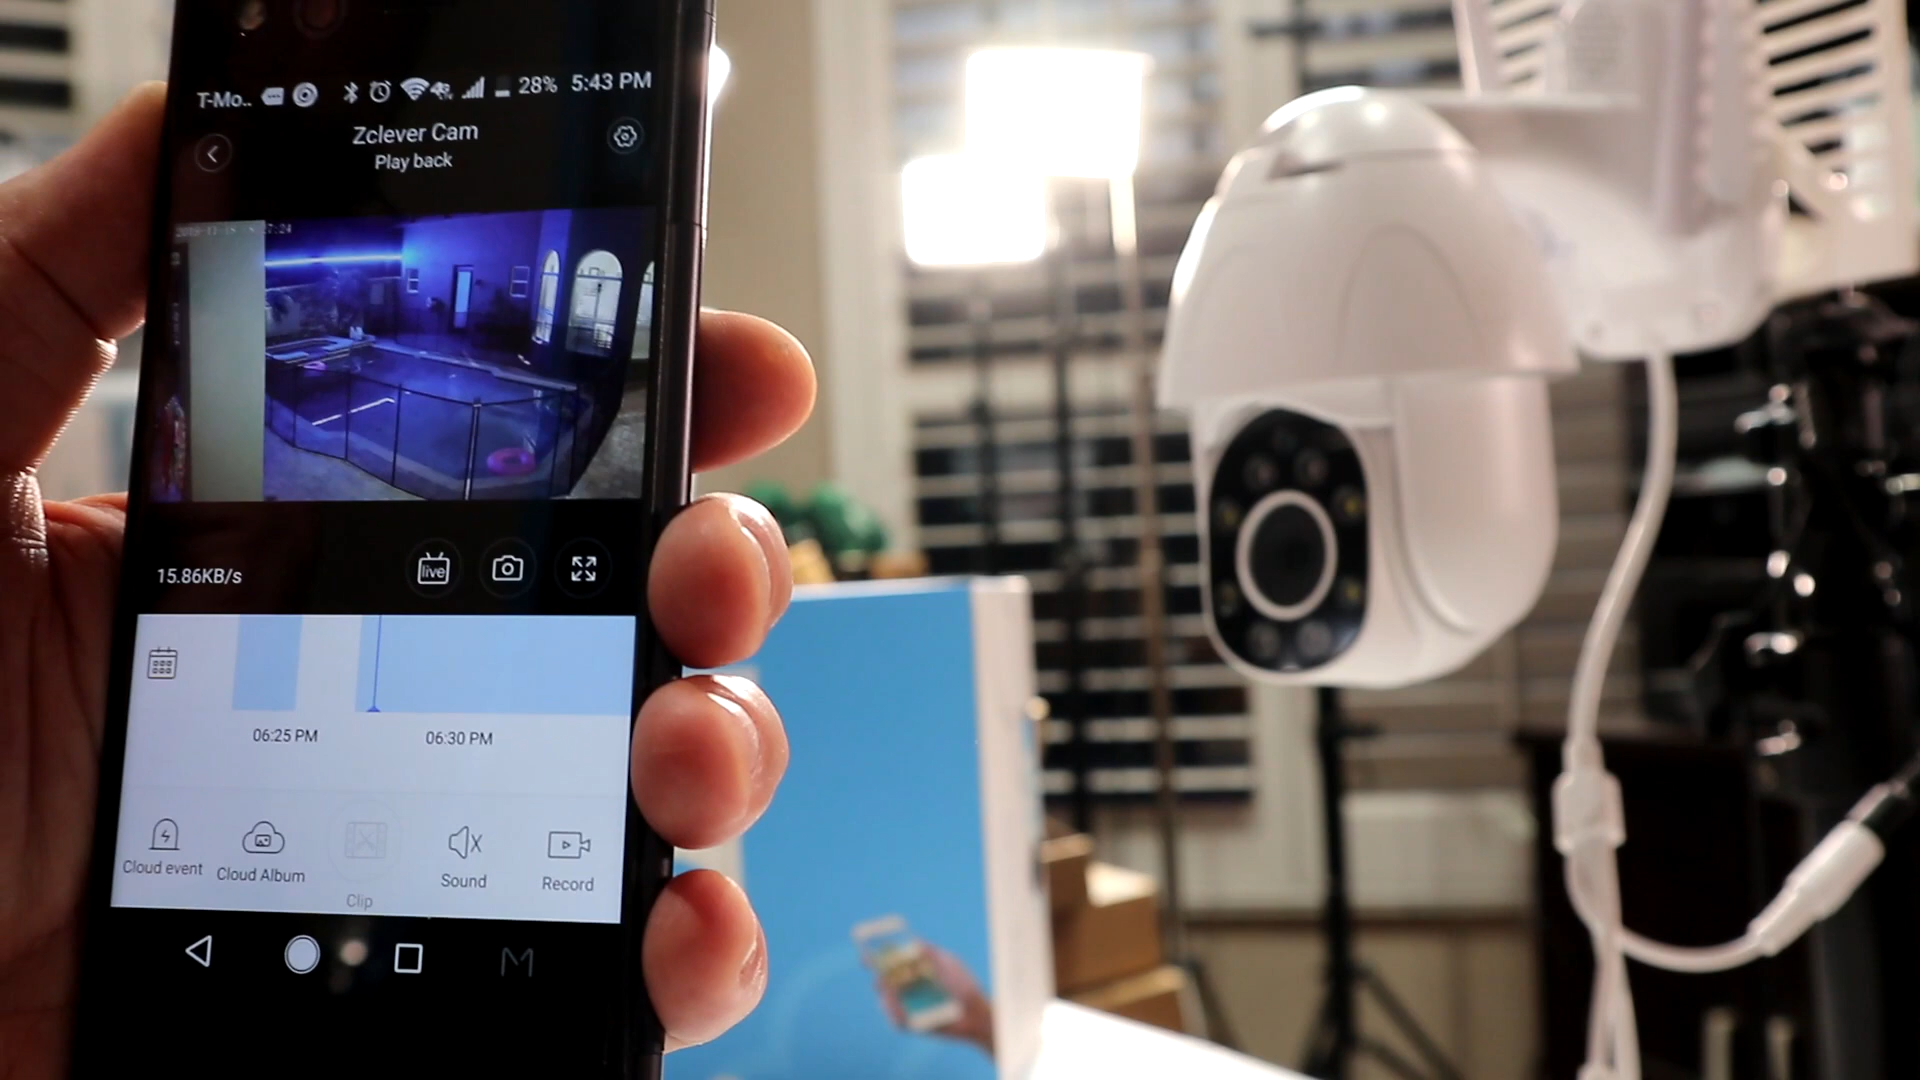 T-Mo.. 28% 5:43 PM
Zclever Cam
Play back
15.86KB/s
live
06:25 PM 06:30 PM
Cloud event Cloud Album Clip Sound Record